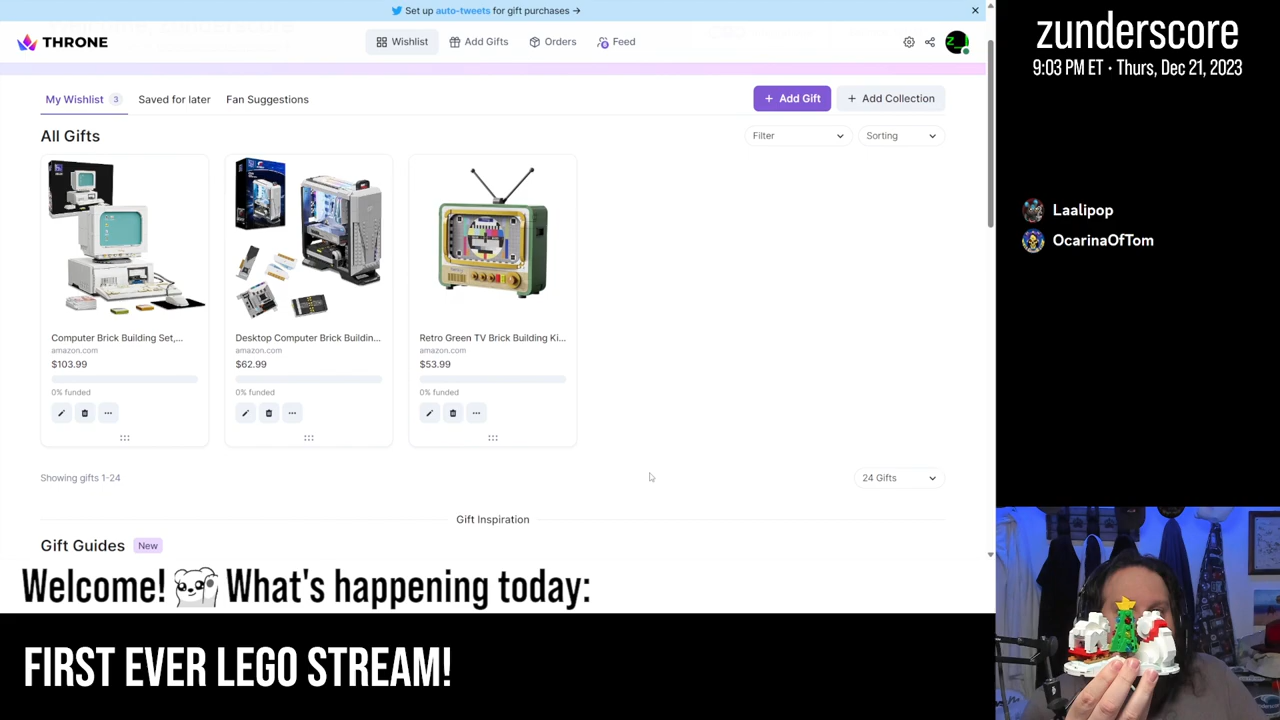 Set up auto-tweets for gift purchases →
THRONE
Wishlist
Add Gifts
Orders
Feed
My Wishlist 3
Saved for later
Fan Suggestions
+ Add Gift
+ Add Collection
All Gifts
Filter
Sorting
Computer Brick Building Set,...
amazon.com
$103.99
0% funded
Desktop Computer Brick Buildin...
amazon.com
$62.99
0% funded
Retro Green TV Brick Building Ki...
amazon.com
$53.99
0% funded
Showing gifts 1-24
24 Gifts
Gift Inspiration
Gift Guides New
Welcome! What's happening today:
FIRST EVER LEGO STREAM!
zunderscore
9:03 PM ET • Thurs, Dec 21, 2023
Laalipop
OcarinaOfTom